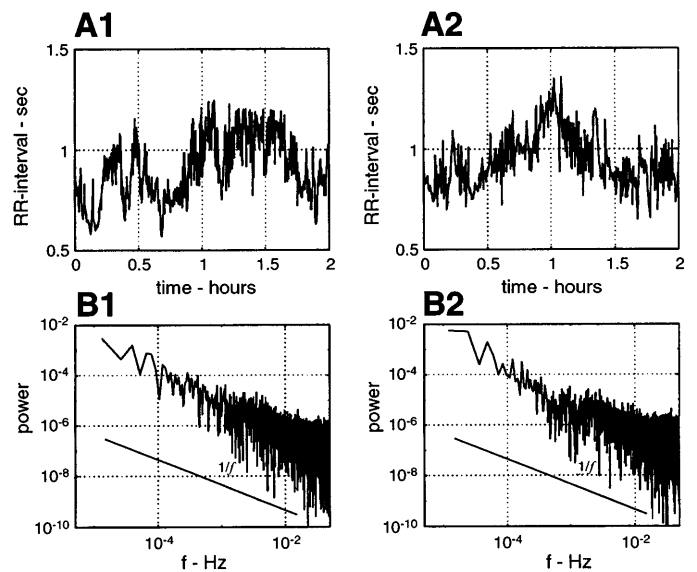 A1
A2
1.5
1
0.5
RR-interval - sec
0
0.5
1
1.5
2
time - hours
1.5
1
0.5
RR-interval - sec
0
0.5
1
1.5
2
time - hours
B1
B2
10-2
10-4
10-6
10-8
10-10
power
1/f
10-4
10-2
f - Hz
10-2
10-4
10-6
10-8
10-10
power
1/f
10-4
10-2
f - Hz